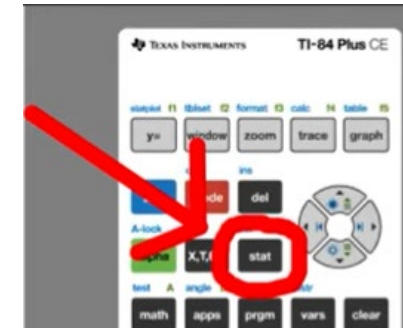 TEXAS INSTRUMENTS TI-84 Plus CE
statplot f1 tblset f2 format f3 calc f4 table f5
y= window zoom trace graph
ins
del
A-lock
stat
test A angle
math apps prgm vars clear